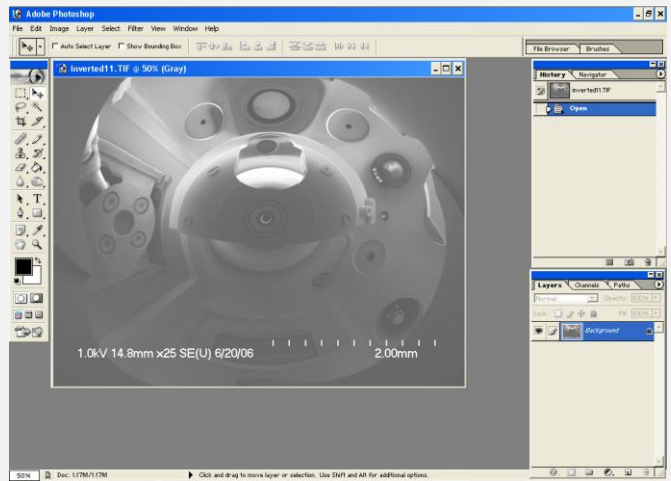 Adobe Photoshop
File Edit Image Layer Select Filter View Window Help
Auto Select Layer Show Bounding Box
File Browser Brushes
inverted11.TIF @ 50% (Gray)
History Navigator
inverted11.TIF
Open
1.0kV 14.8mm x25 SE(U) 6/20/06 2.00mm
Layers Channels Paths
Normal Opacity: 100%
Lock: Fill: 100%
Background
50% Doc: 1.17M/1.17M Click and drag to move layer or selection. Use Shift and Alt for additional options.